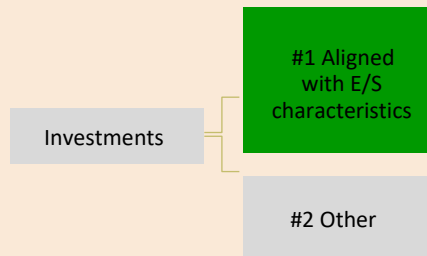 #1 Aligned
with E/S
characteristics
Investments
#2 Other